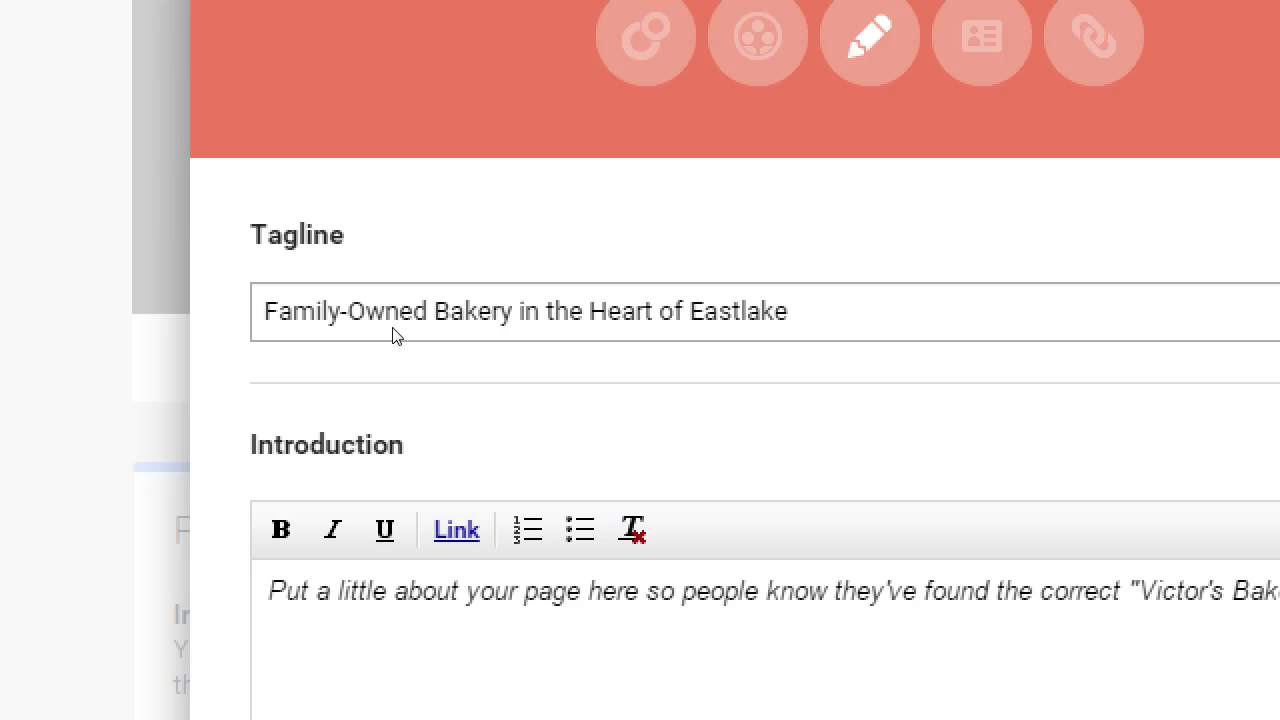 Tagline
Family-Owned Bakery in the Heart of Eastlake
Introduction
B I U Link
Put a little about your page here so people know they've found the correct "Victor's